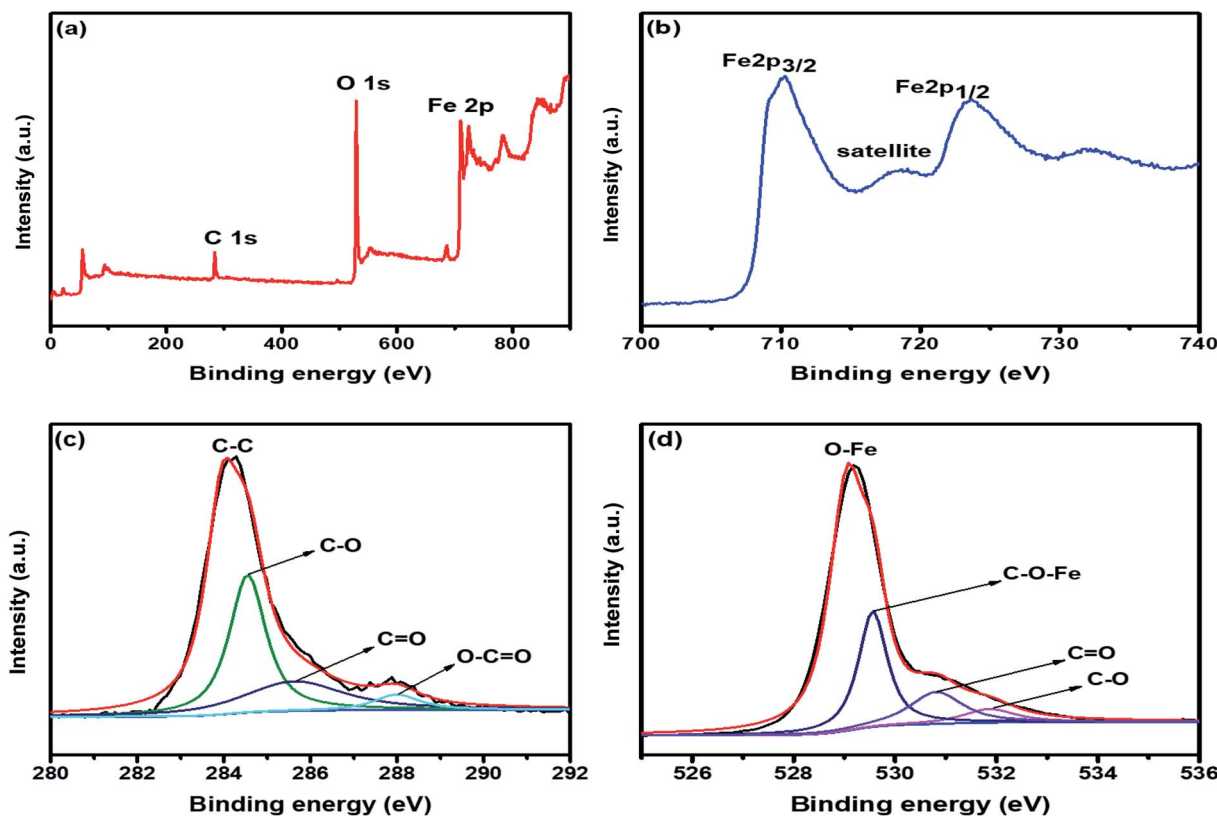 (a)
O 1s
Fe 2p
C 1s
Intensity (a.u.)
0 200 400 600 800
Binding energy (eV)
(b)
Fe2p3/2
Fe2p1/2
satellite
Intensity (a.u.)
700 710 720 730 740
Binding energy (eV)
(c)
C-C
C-O
C=O
O-C=O
Intensity (a.u.)
280 282 284 286 288 290 292
Binding energy (eV)
(d)
O-Fe
C-O-Fe
C=O
C-O
Intensity (a.u.)
526 528 530 532 534 536
Binding energy (eV)